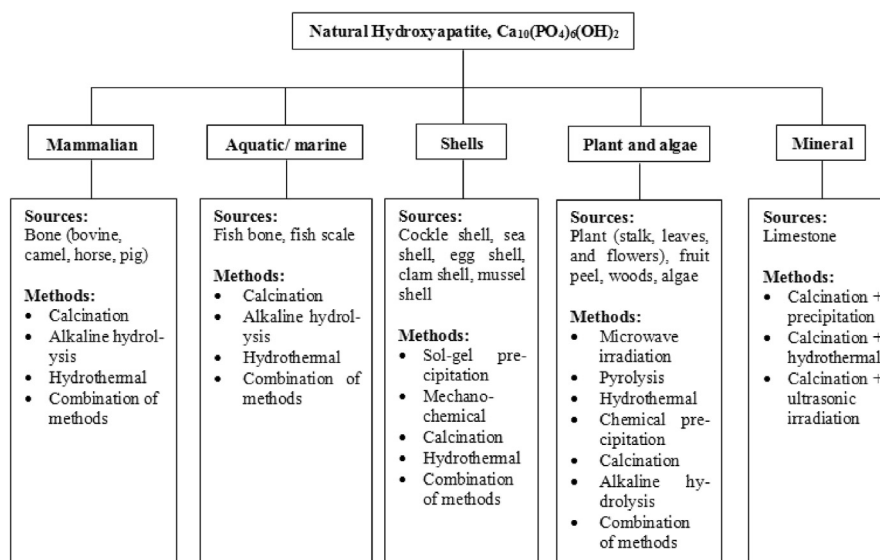 Natural Hydroxyapatite, Ca₁₀(PO₄)₆(OH)₂
Mammalian
Sources:
Bone (bovine,
camel, horse, pig)
Methods:
• Calcination
• Alkaline hydrol-
ysis
• Hydrothermal
• Combination of
methods
Aquatic/ marine
Sources:
Fish bone, fish scale
Methods:
• Calcination
• Alkaline hydrol-
ysis
• Hydrothermal
• Combination of
methods
Shells
Sources:
Cockle shell, sea
shell, egg shell,
clam shell, mussel
shell
Methods:
• Sol-gel pre-
cipitation
• Mechano-
chemical
• Calcination
• Hydrothermal
• Combination
of methods
Plant and algae
Sources:
Plant (stalk, leaves,
and flowers), fruit
peel, woods, algae
Methods:
• Microwave
irradiation
• Pyrolysis
• Hydrothermal
• Chemical pre-
cipitation
• Calcination
• Alkaline hy-
drolysis
• Combination
of methods
Mineral
Sources:
Limestone
Methods:
• Calcination +
precipitation
• Calcination +
hydrothermal
• Calcination +
ultrasonic
irradiation